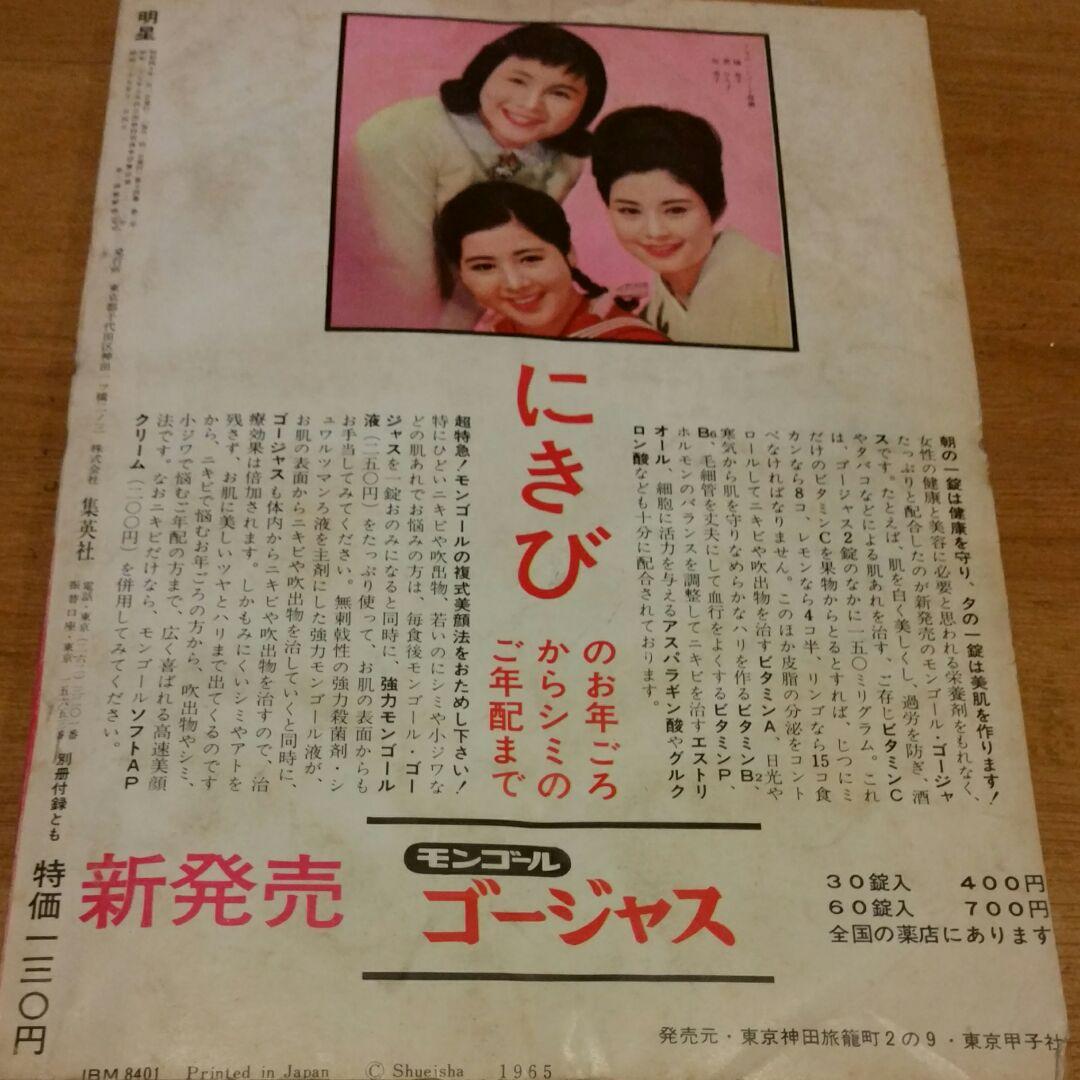 明星
にきび
のお年ごろ
からシミの
ご年配まで
朝の一錠は健康を守り、夕の一錠は美肌を作ります!
女性の健康と美容に必要と思われる栄養剤をもれなく、
たっぷりと配合したのが新発売のモンゴール・ゴージャ
スです。たとえば、肌を白く美しくし、過労を防ぎ、酒
やタバコなどによる肌あれを治す、ご存じビタミンC
は、ゴージャス2錠のなかに一五〇ミリグラム。これ
だけのビタミンCを果物からとるとすれば、じつにミ
カンなら8コ、レモンなら4コ半、リンゴなら15コ食
べなければなりません。このほか皮脂の分泌をコント
ロールしてニキビや吹出物を治すビタミンA、日光や
寒気から肌を守りなめらかなハリを作るビタミンB₂、
B₆、毛細管を丈夫にして血行をよくするビタミンP、
ホルモンのバランスを調整してニキビを治すエストリ
オール、細胞に活力を与えるアスパラギン酸やグルク
ロン酸なども十分に配合されております。
超特急!モンゴールの複式美顔法をおためし下さい!
特にひどいニキビや吹出物、若いのにシミや小ジワな
どの肌あれでお悩みの方は、毎食後モンゴール・ゴー
ジャスを一錠おのみになると同時に、強力モンゴール
液(二五〇円)をたっぷり使って、お肌の表面からも
お手当してみてください。無刺戟性の強力殺菌剤・シ
ュワルツマンろ液を主剤にした強力モンゴール液が、
お肌の表面からニキビや吹出物を治していくと同時に、
ゴージャスも体内からニキビや吹出物を治すので、治
療効果は倍加されます。しかもみにくいシミやアトを
残さず、お肌に美しいツヤとハリまで出てくるのです
から、ニキビで悩むお年ごろの方から、吹出物やシミ、
小ジワで悩むご年配の方まで、広く喜ばれる高速美顔
法です。なおニキビだけなら、モンゴールソフトAP
クリーム(二〇〇円)を併用してみてください。
新発売
モンゴール
ゴージャス
30錠入 400円
60錠入 700円
全国の薬店にあります
発売元・東京神田旅籠町2の9・東京甲子社
株式会社 集英社
別冊付録とも
特価 一三〇円
IBM 8401 Printed in Japan © Shueisha 1965